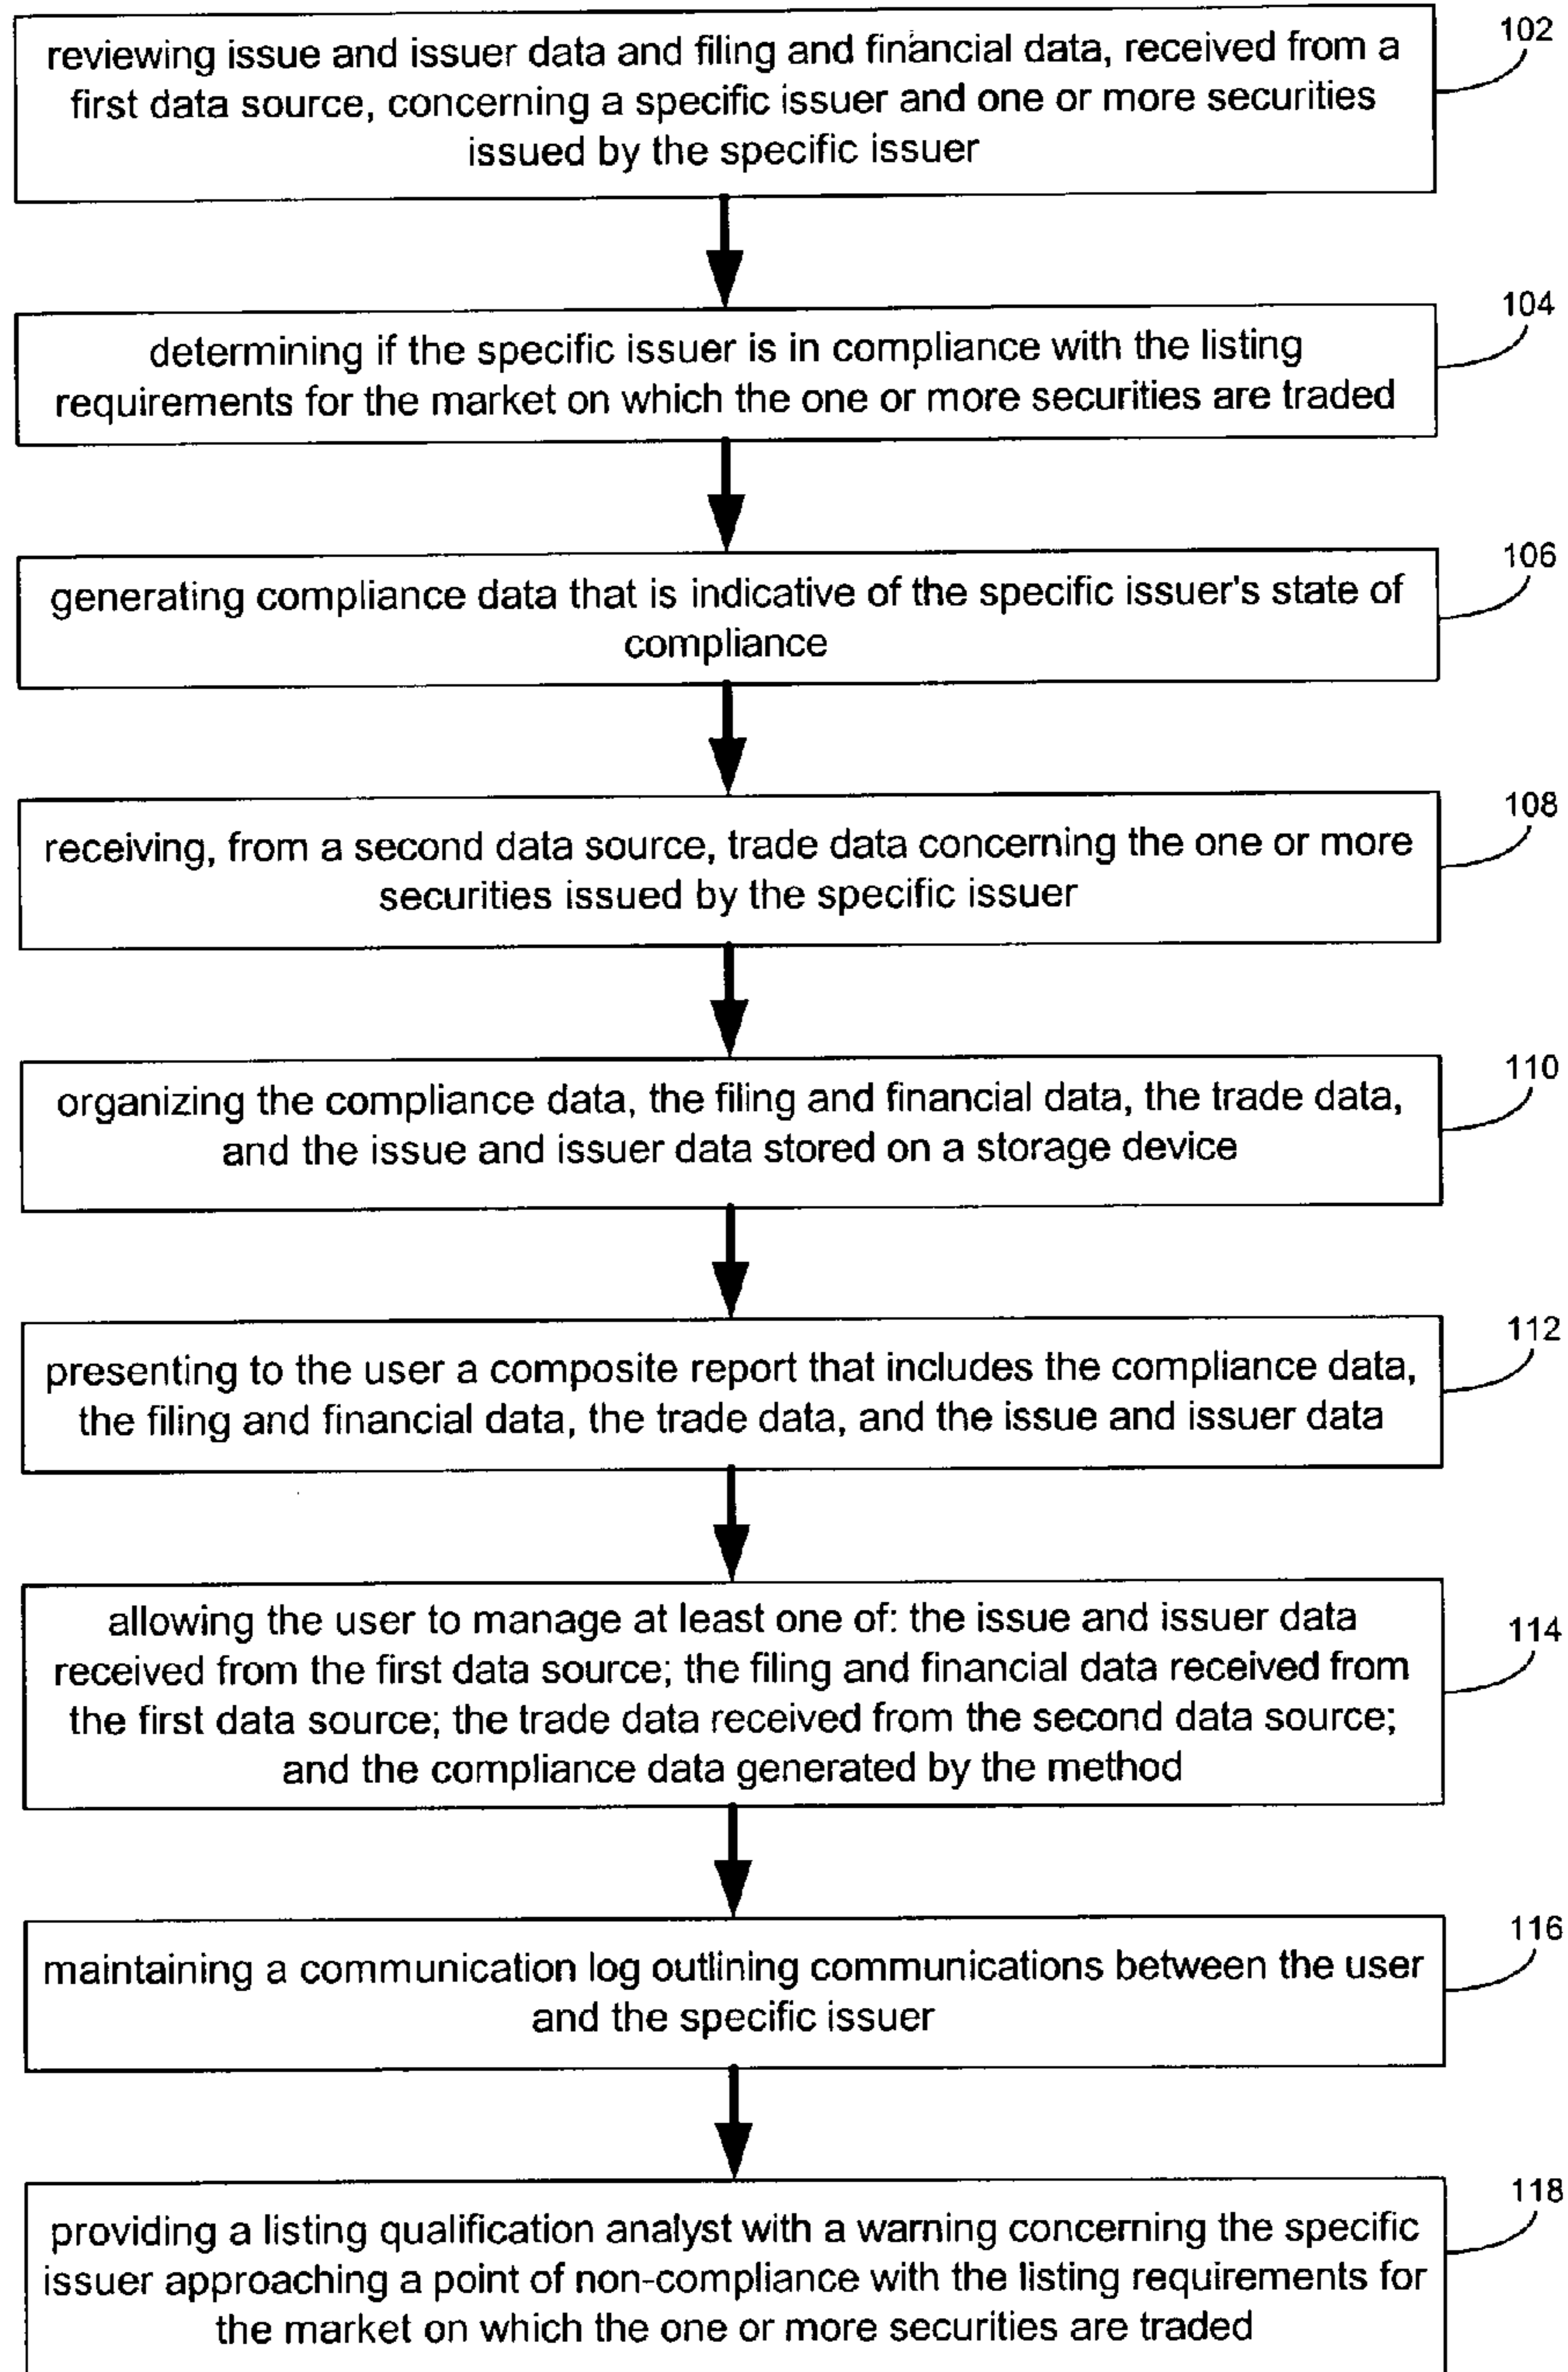 reviewing issue and issuer data and filing and financial data, received from a
first data source, concerning a specific issuer and one or more securities
issued by the specific issuer
102
determining if the specific issuer is in compliance with the listing
requirements for the market on which the one or more securities are traded
104
generating compliance data that is indicative of the specific issuer's state of
compliance
106
receiving, from a second data source, trade data concerning the one or more
securities issued by the specific issuer
108
organizing the compliance data, the filing and financial data, the trade data,
and the issue and issuer data stored on a storage device
110
presenting to the user a composite report that includes the compliance data,
the filing and financial data, the trade data, and the issue and issuer data
112
allowing the user to manage at least one of: the issue and issuer data
received from the first data source; the filing and financial data received from
the first data source; the trade data received from the second data source;
and the compliance data generated by the method
114
maintaining a communication log outlining communications between the user
and the specific issuer
116
providing a listing qualification analyst with a warning concerning the specific
issuer approaching a point of non-compliance with the listing requirements for
the market on which the one or more securities are traded
118